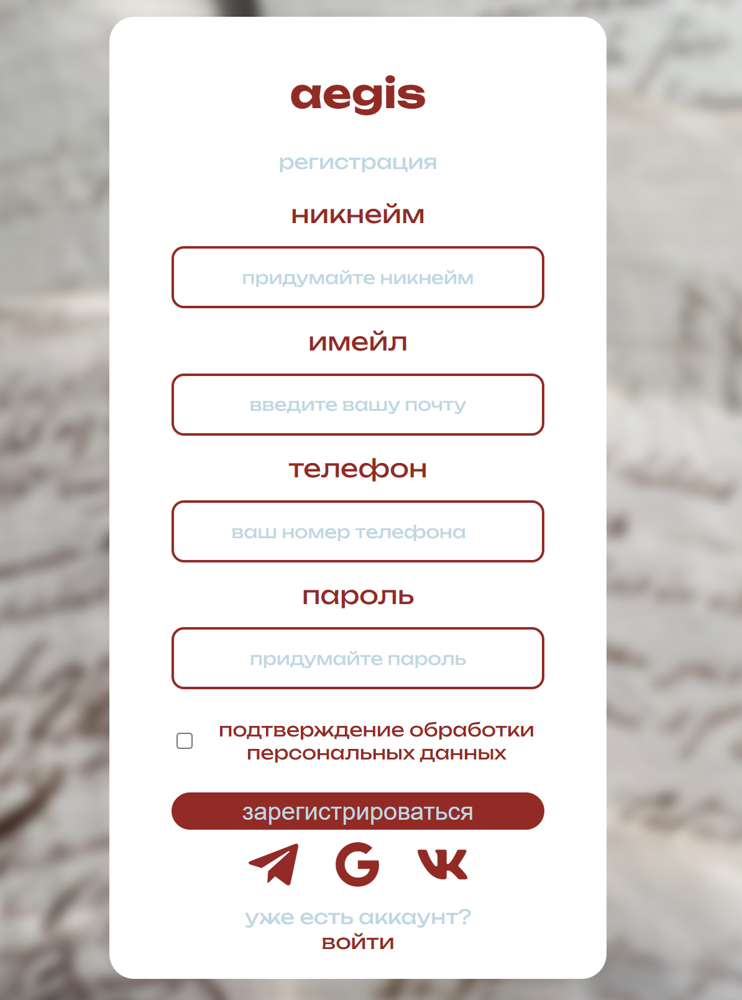 aegis
регистрация
никнейм
придумайте никнейм
имейл
введите вашу почту
телефон
ваш номер телефона
пароль
придумайте пароль
подтверждение обработки
персональных данных
зарегистрироваться
уже есть аккаунт?
войти